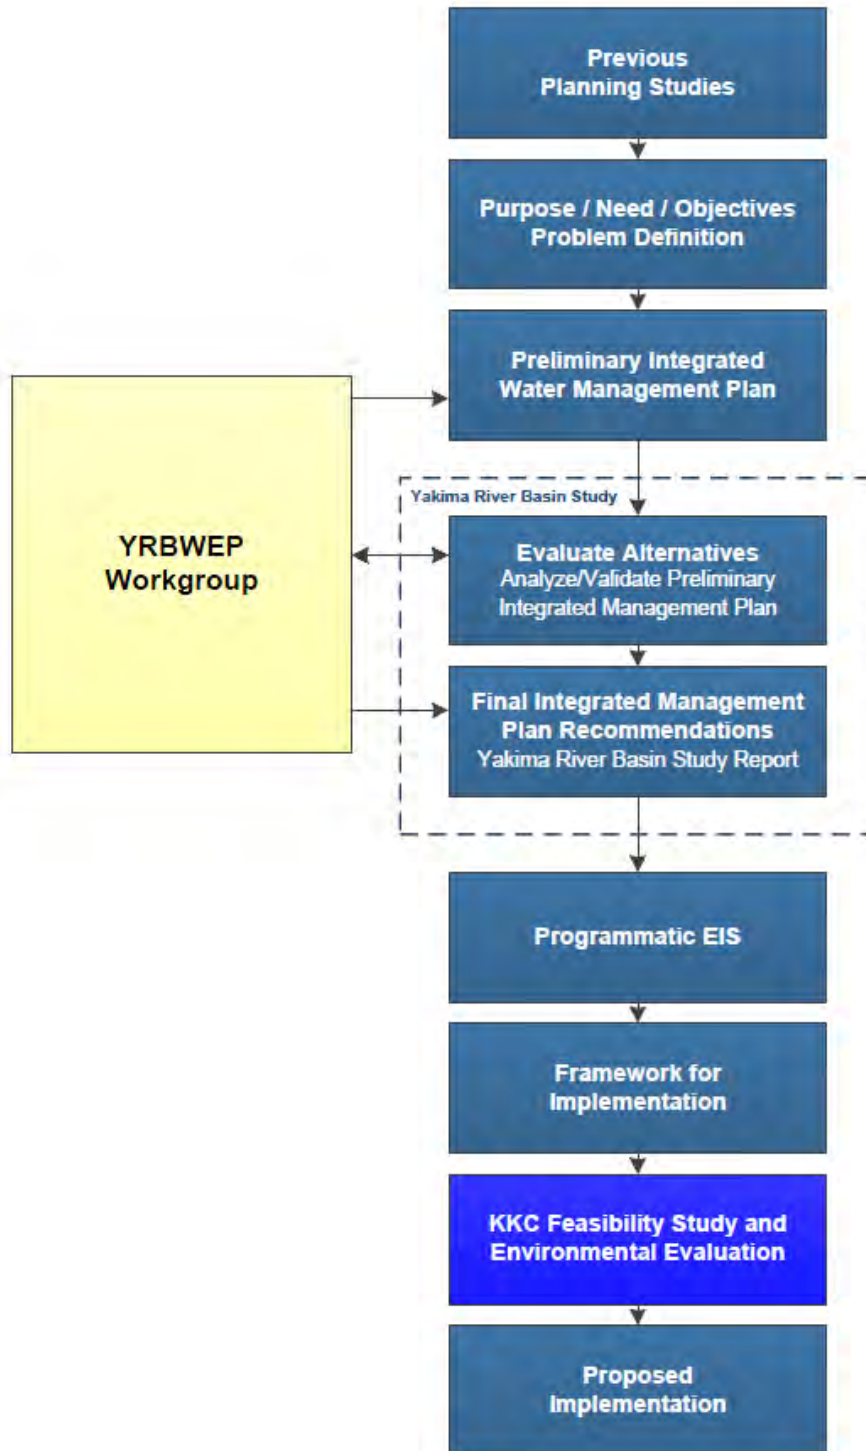 Previous
Planning Studies
Purpose / Need / Objectives
Problem Definition
Preliminary Integrated
Water Management Plan
YRBWEP
Workgroup
Yakima River Basin Study
Evaluate Alternatives
Analyze/Validate Preliminary
Integrated Management Plan
Final Integrated Management
Plan Recommendations
Yakima River Basin Study Report
Programmatic EIS
Framework for
Implementation
KKC Feasibility Study and
Environmental Evaluation
Proposed
Implementation